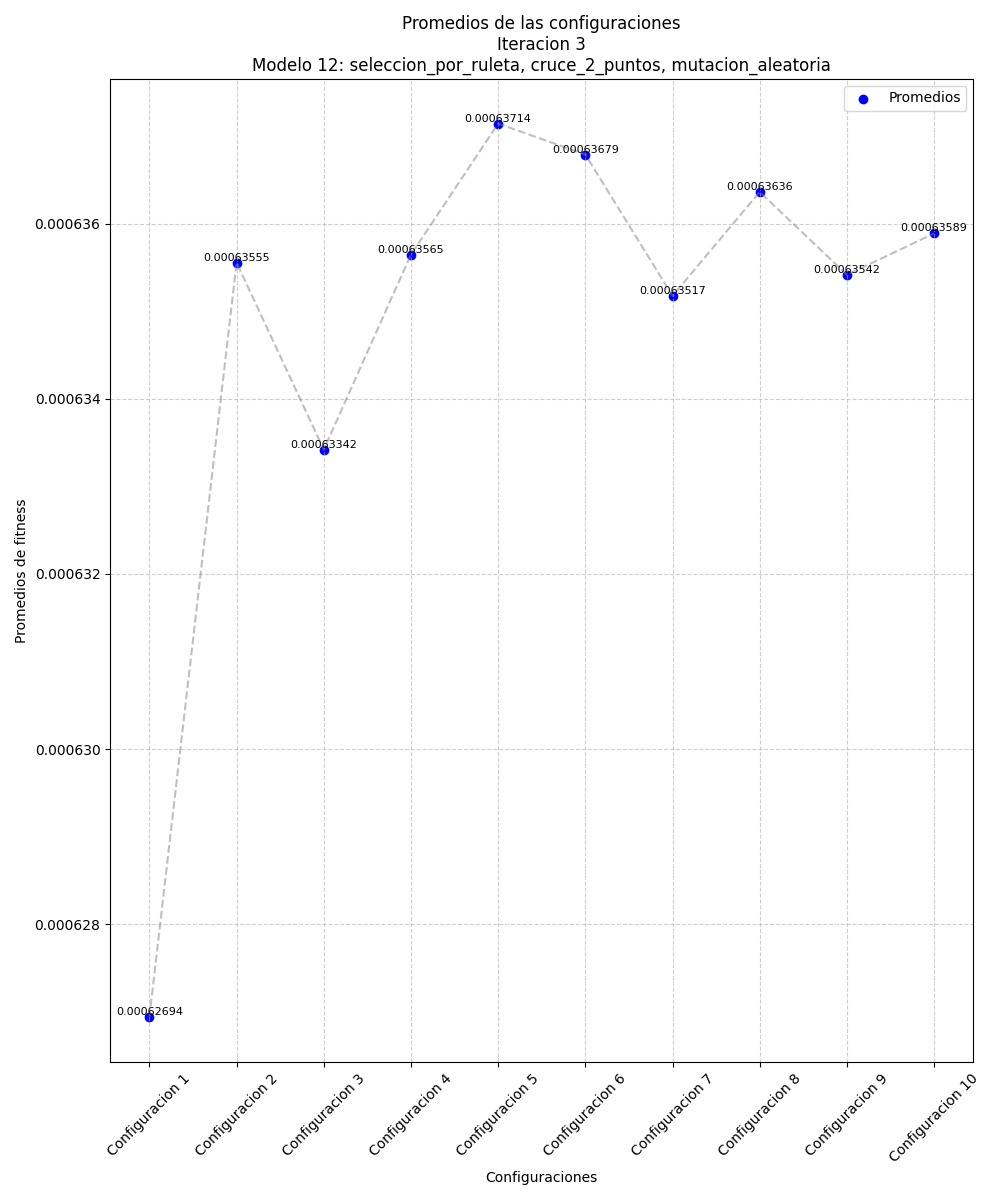 Promedios de las configuraciones
Iteracion 3
Modelo 12: seleccion_por_ruleta, cruce_2_puntos, mutacion_aleatoria
Promedios
0.00063714
0.00063679
0.00063636
0.00063589
0.00063565
0.00063555
0.00063542
0.00063517
0.00063342
0.00062694
0.000636
0.000634
0.000632
0.000630
0.000628
Promedios de fitness
Configuracion 1
Configuracion 2
Configuracion 3
Configuracion 4
Configuracion 5
Configuracion 6
Configuracion 7
Configuracion 8
Configuracion 9
Configuracion 10
Configuraciones